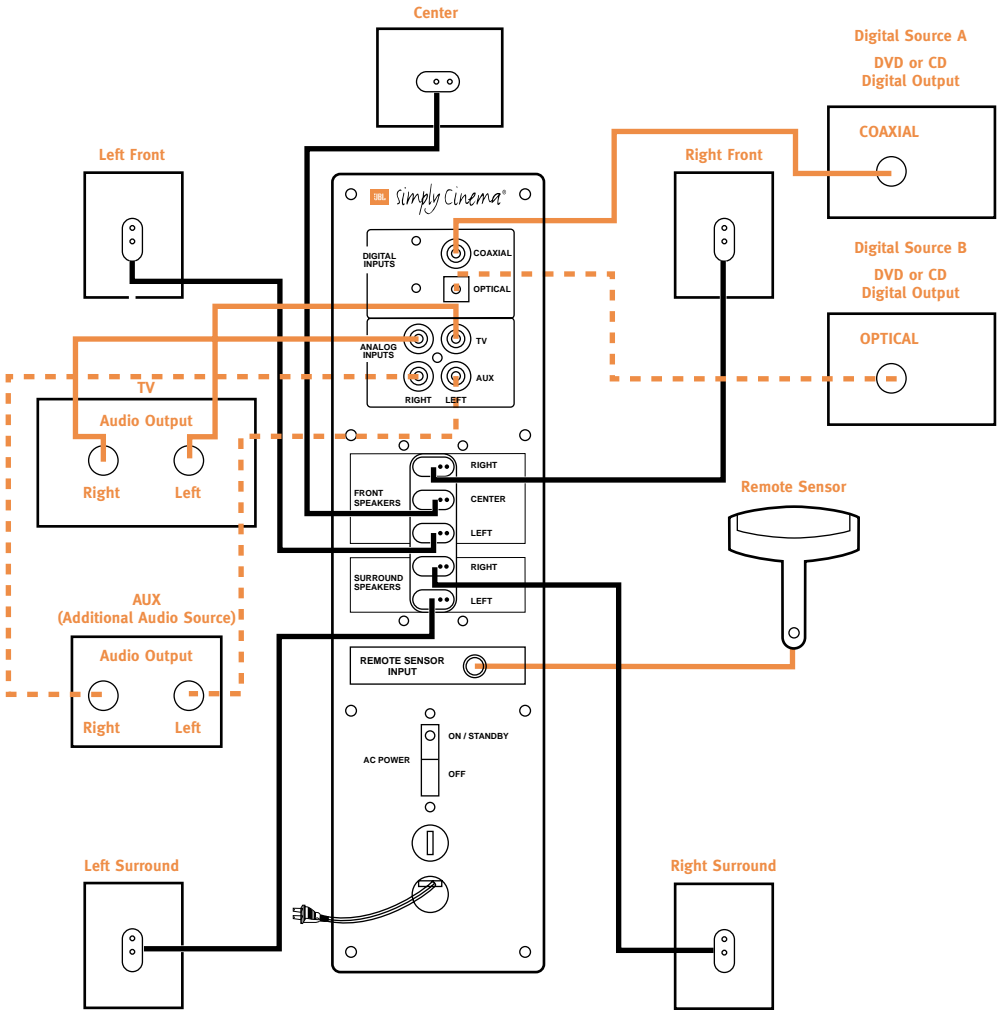 Center
Digital Source A
DVD or CD
Digital Output
COAXIAL
Left Front
Right Front
JBL Simply Cinema®
DIGITAL
INPUTS
COAXIAL
OPTICAL
Digital Source B
DVD or CD
Digital Output
OPTICAL
ANALOG
INPUTS
TV
AUX
RIGHT LEFT
TV
Audio Output
Right Left
FRONT
SPEAKERS
RIGHT
CENTER
LEFT
SURROUND
SPEAKERS
RIGHT
LEFT
Remote Sensor
AUX
(Additional Audio Source)
Audio Output
Right Left
REMOTE SENSOR
INPUT
AC POWER
ON / STANDBY
OFF
Left Surround
Right Surround